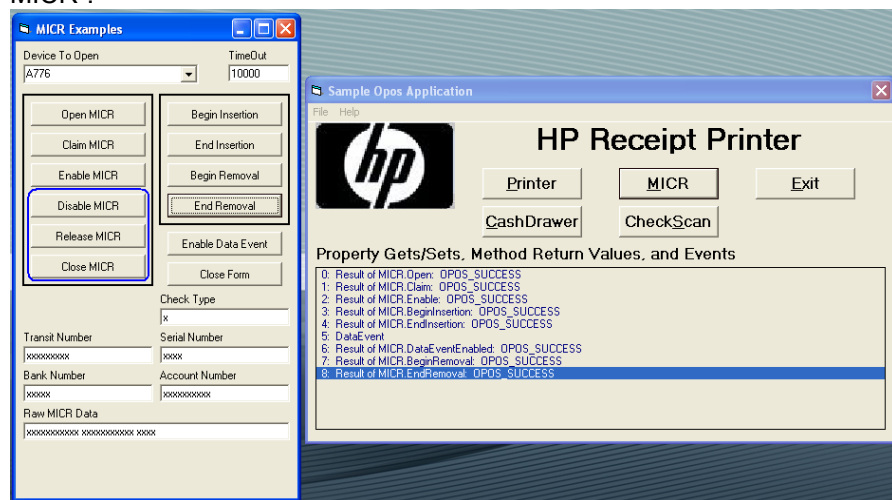 MICR".
MICR Examples
Device To Open TimeOut
A776 10000
Open MICR Begin Insertion
Claim MICR End Insertion
Enable MICR Begin Removal
Disable MICR End Removal
Release MICR Enable Data Event
Close MICR Close Form
Check Type
x
Transit Number Serial Number
xxxxxxxxx xxxx
Bank Number Account Number
xxxxx xxxxxxxxxx
Raw MICR Data
xxxxxxxxxxx xxxxxxxxxxx xxxx
Sample Opos Application
File Help
hp
HP Receipt Printer
Printer MICR Exit
CashDrawer CheckScan
Property Gets/Sets, Method Return Values, and Events
0: Result of MICR.Open: OPOS_SUCCESS
1: Result of MICR.Claim: OPOS_SUCCESS
2: Result of MICR.Enable: OPOS_SUCCESS
3: Result of MICR.BeginInsertion: OPOS_SUCCESS
4: Result of MICR.EndInsertion: OPOS_SUCCESS
5: DataEvent
6: Result of MICR.DataEventEnabled: OPOS_SUCCESS
7: Result of MICR.BeginRemoval: OPOS_SUCCESS
8: Result of MICR.EndRemoval: OPOS_SUCCESS